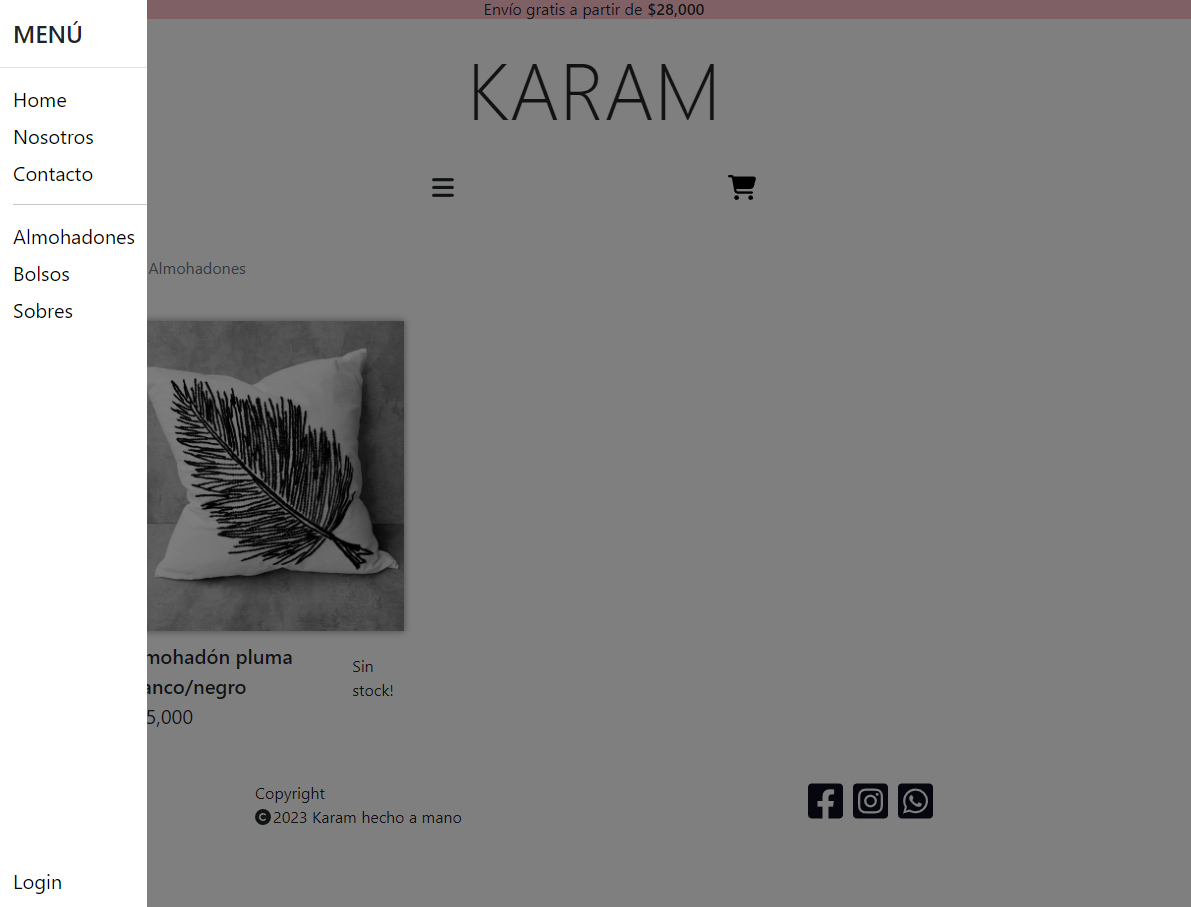 Envío gratis a partir de $28,000
MENÚ
KARAM
Home
Nosotros
Contacto
Almohadones
Bolsos
Sobres
Almohadones
mohadón pluma
anco/negro
5,000
Sin
stock!
Copyright
©2023 Karam hecho a mano
Login